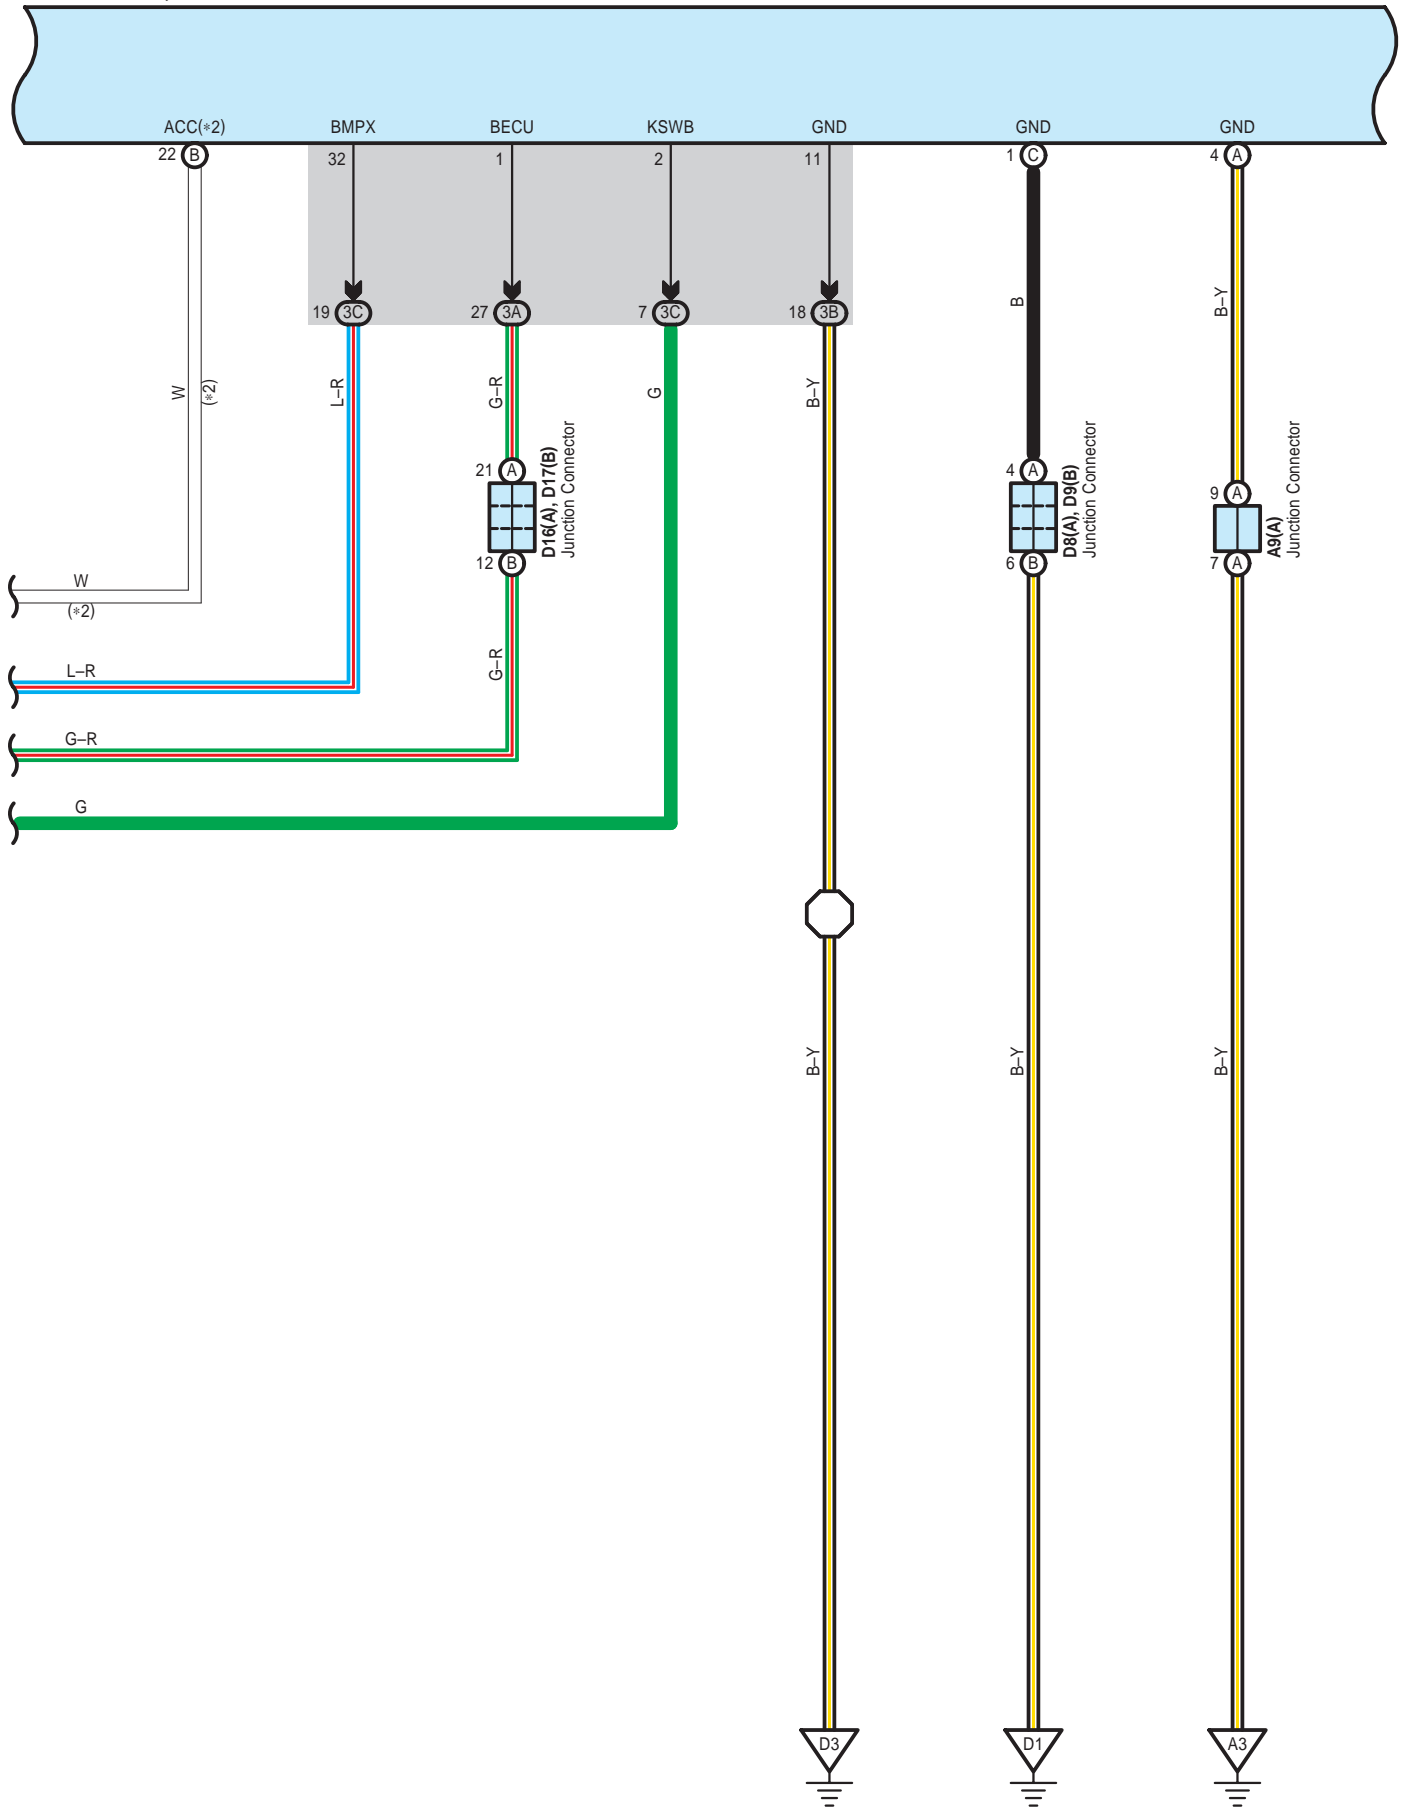 ACC(∗2) BMPX BECU KSWB GND GND GND
22 B 32 1 2 11 1 C 4 A
19 3C 27 3A 7 3C 18 3B
B B–Y
W (∗2) L–R G–R G B–Y
21 A 4 A 9 A
D16(A), D17(B)
Junction Connector
D8(A), D9(B)
Junction Connector
A9(A)
Junction Connector
12 B 6 B 7 A
W
(∗2)
L–R
G–R
G–R
G
B–Y B–Y B–Y
D3 D1 A3